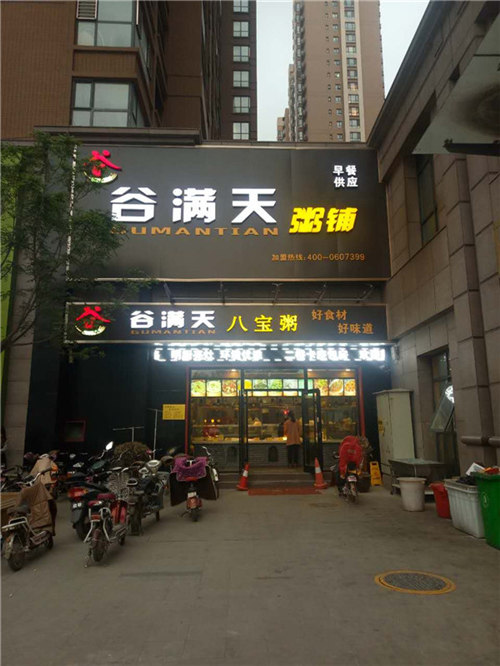 早餐
供应
谷满天
粥铺
GUMANTIAN
加盟热线:400-0607399
谷满天
八宝粥
好食材
好味道
GUMANTIAN